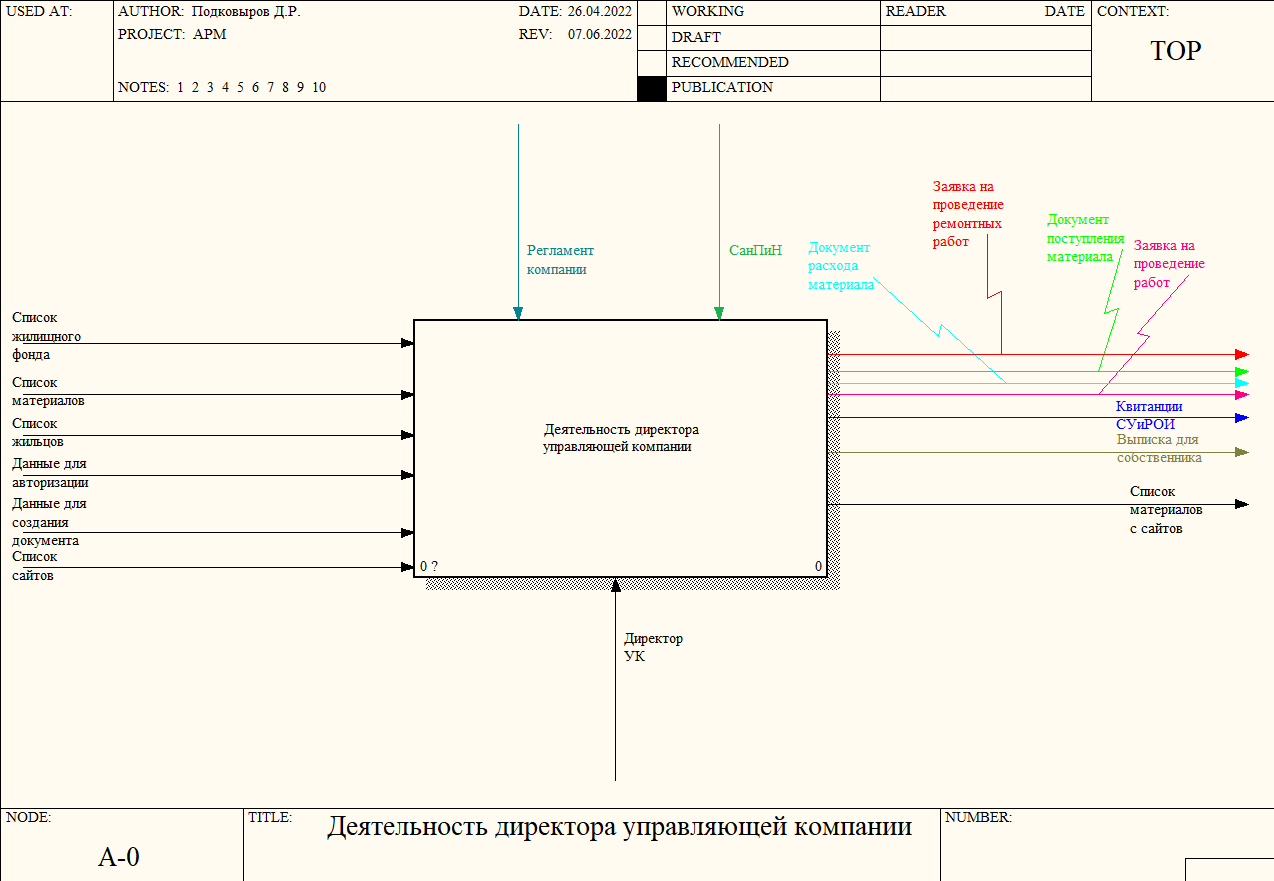 USED AT:
AUTHOR: Подковыров Д.Р.
DATE: 26.04.2022
PROJECT: АРМ
REV: 07.06.2022
NOTES: 1 2 3 4 5 6 7 8 9 10
WORKING
DRAFT
RECOMMENDED
PUBLICATION
READER
DATE
CONTEXT:
TOP
Регламент
компании
СанПиН
Документ
расхода
материала
Заявка на
проведение
ремонтных
работ
Документ
поступления
материала
Заявка на
проведение
работ
Список
жилищного
фонда
Список
материалов
Список
жильцов
Данные для
авторизации
Данные для
создания
документа
Список
сайтов
Деятельность директора
управляющей компании
0 ?
0
Квитанции
СУиРОИ
Выписка для
собственника
Список
материалов
с сайтов
Директор
УК
NODE:
A-0
TITLE:
Деятельность директора управляющей компании
NUMBER: